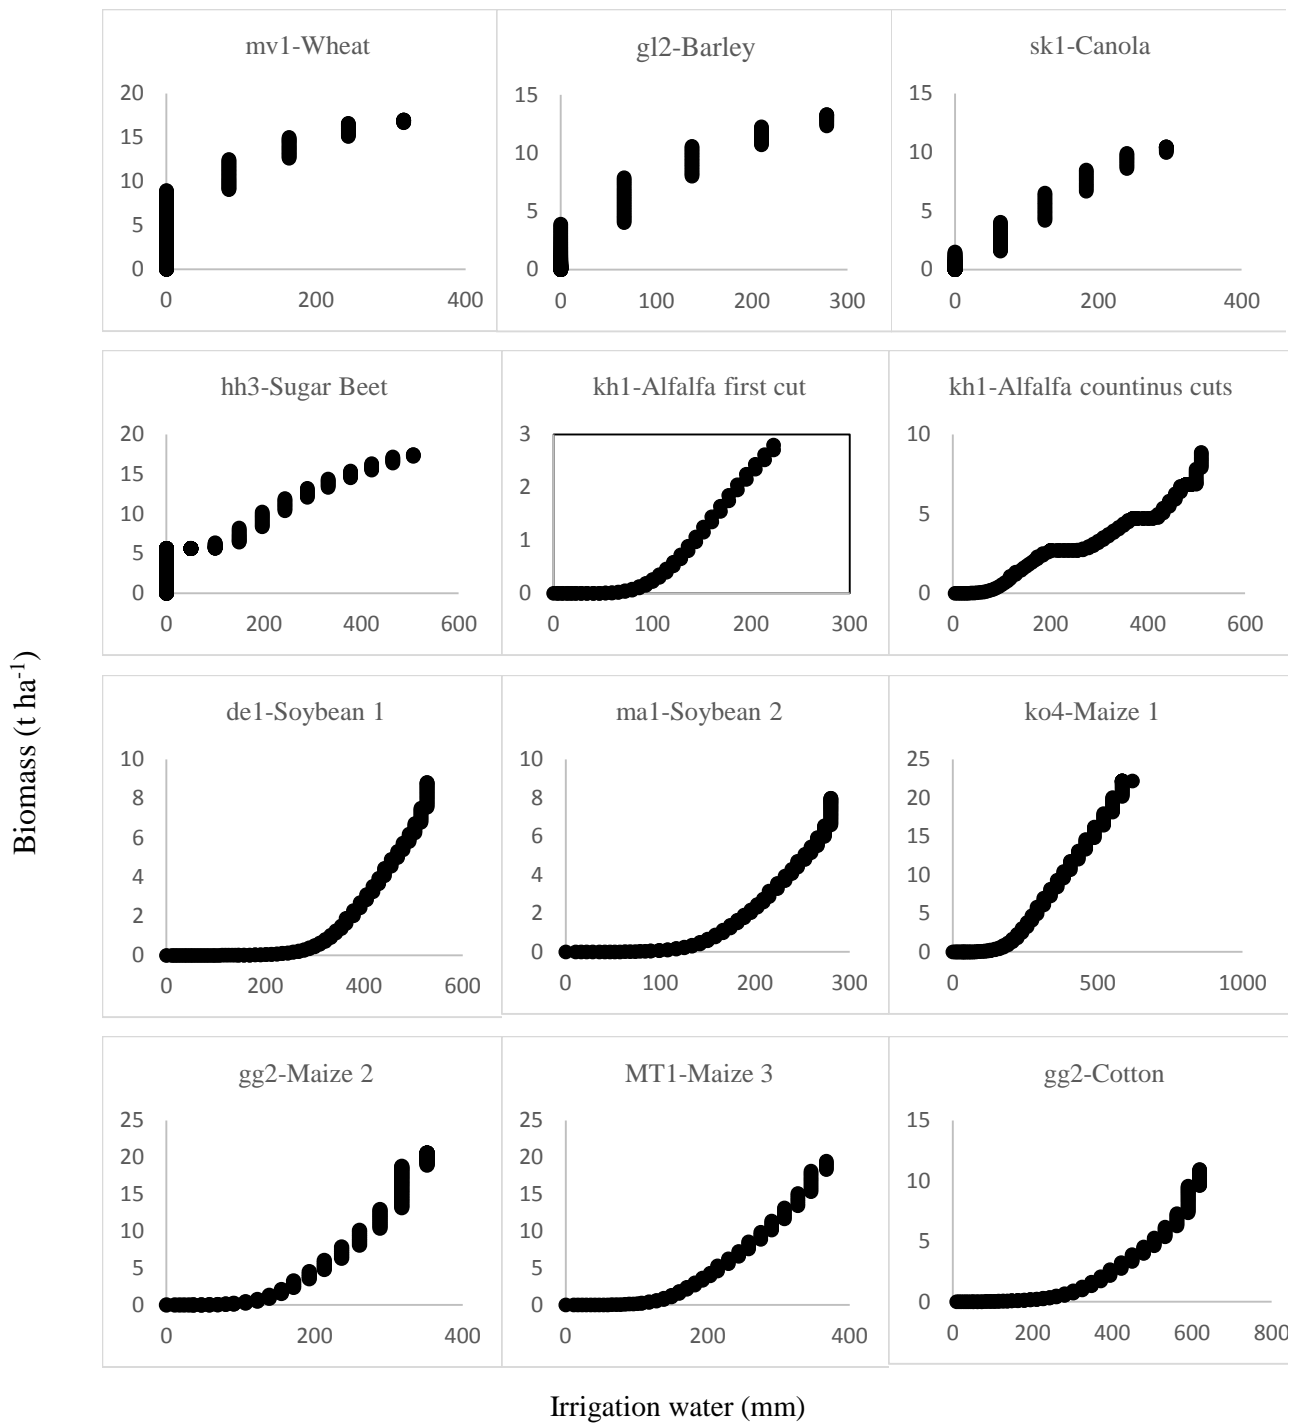 mv1-Wheat
20
15
10
5
0
0 200 400
gl2-Barley
15
10
5
0
0 100 200 300
sk1-Canola
15
10
5
0
0 200 400
hh3-Sugar Beet
20
15
10
5
0
0 200 400 600
kh1-Alfalfa first cut
3
2
1
0
0 100 200 300
kh1-Alfalfa countinus cuts
10
5
0
0 200 400 600
de1-Soybean 1
10
8
6
4
2
0
0 200 400 600
ma1-Soybean 2
10
8
6
4
2
0
0 100 200 300
ko4-Maize 1
25
20
15
10
5
0
0 500 1000
gg2-Maize 2
25
20
15
10
5
0
0 200 400
MT1-Maize 3
25
20
15
10
5
0
0 200 400
gg2-Cotton
15
10
5
0
0 200 400 600 800
Biomass (t ha-1)
Irrigation water (mm)